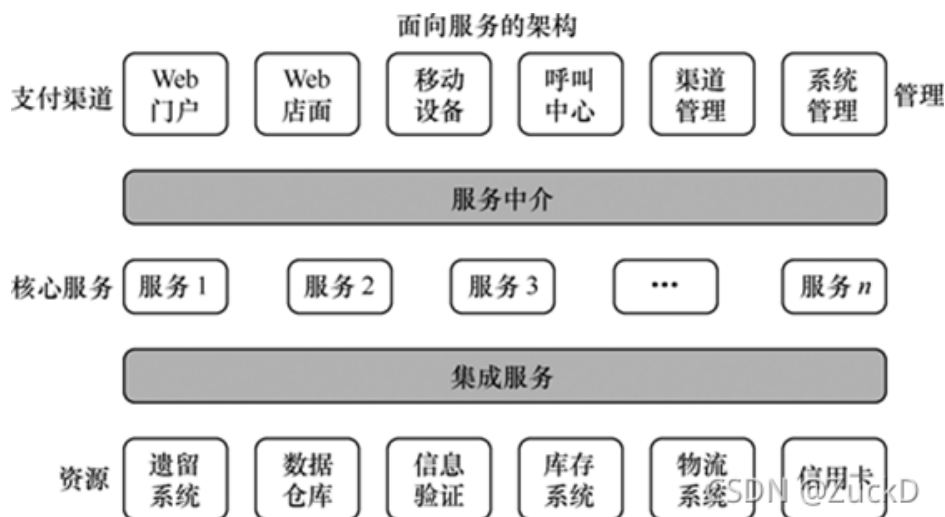 面向服务的架构
支付渠道
Web
门户
Web
店面
移动
设备
呼叫
中心
渠道
管理
系统
管理
管理
服务中介
核心服务
服务 1
服务 2
服务 3
…
服务 n
集成服务
资源
遗留
系统
数据
仓库
信息
验证
库存
系统
物流
系统
信用卡
CSDN @ZuckD